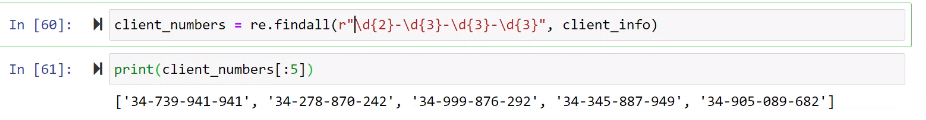 In [60]: client_numbers = re.findall(r"\d{2}-\d{3}-\d{3}-\d{3}", client_info)
In [61]: print(client_numbers[:5])
['34-739-941-941', '34-278-870-242', '34-999-876-292', '34-345-887-949', '34-905-089-682']